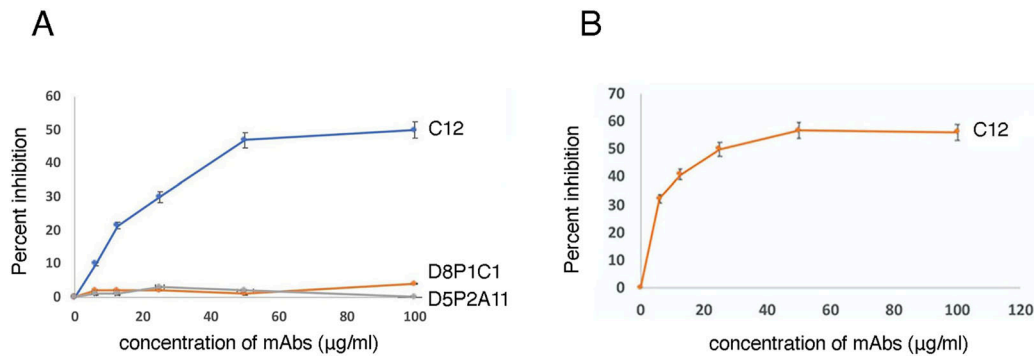 A
B
60
50
40
30
20
10
0
Percent inhibition
C12
D8P1C1
D5P2A11
0 20 40 60 80 100
concentration of mAbs (µg/ml)
70
60
50
40
30
20
10
0
Percent inhibition
C12
0 20 40 60 80 100 120
concentration of mAbs (µg/ml)